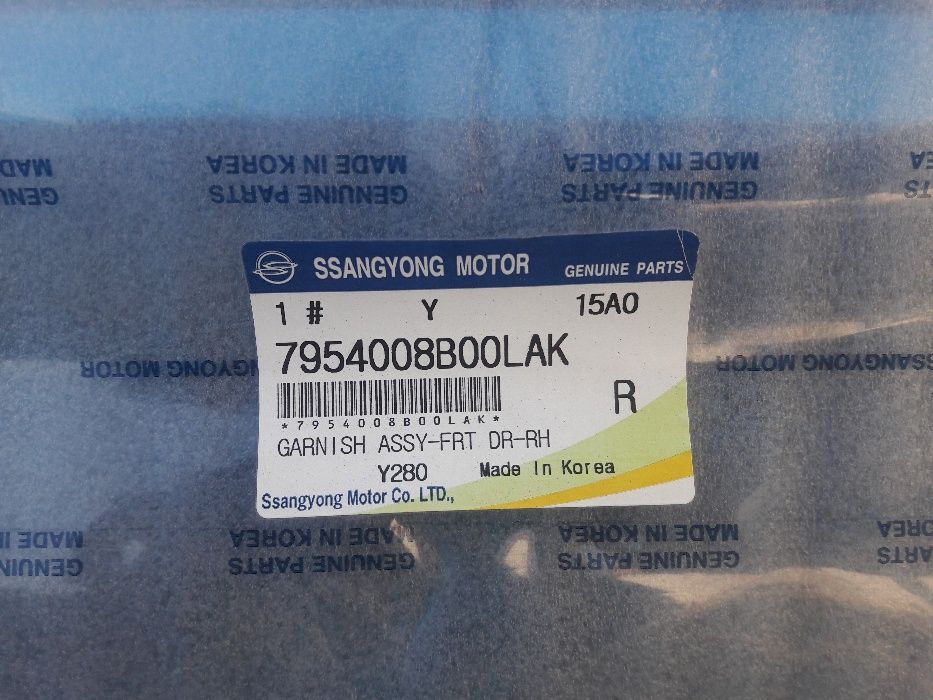 MADE IN KOREA
GENUINE PARTS
MADE IN KOREA
GENUINE PARTS
SSANGYONG MOTOR GENUINE PARTS
1 # Y 15A0
7954008B00LAK
R
*7954008B00LAK*
GARNISH ASSY-FRT DR-RH
Y280 Made In Korea
Ssangyong Motor Co. LTD.,
SSANGYONG MOTOR
SSANGYONG MOTOR
MADE IN KOREA
GENUINE PARTS
MADE IN KOREA
GENUINE PARTS